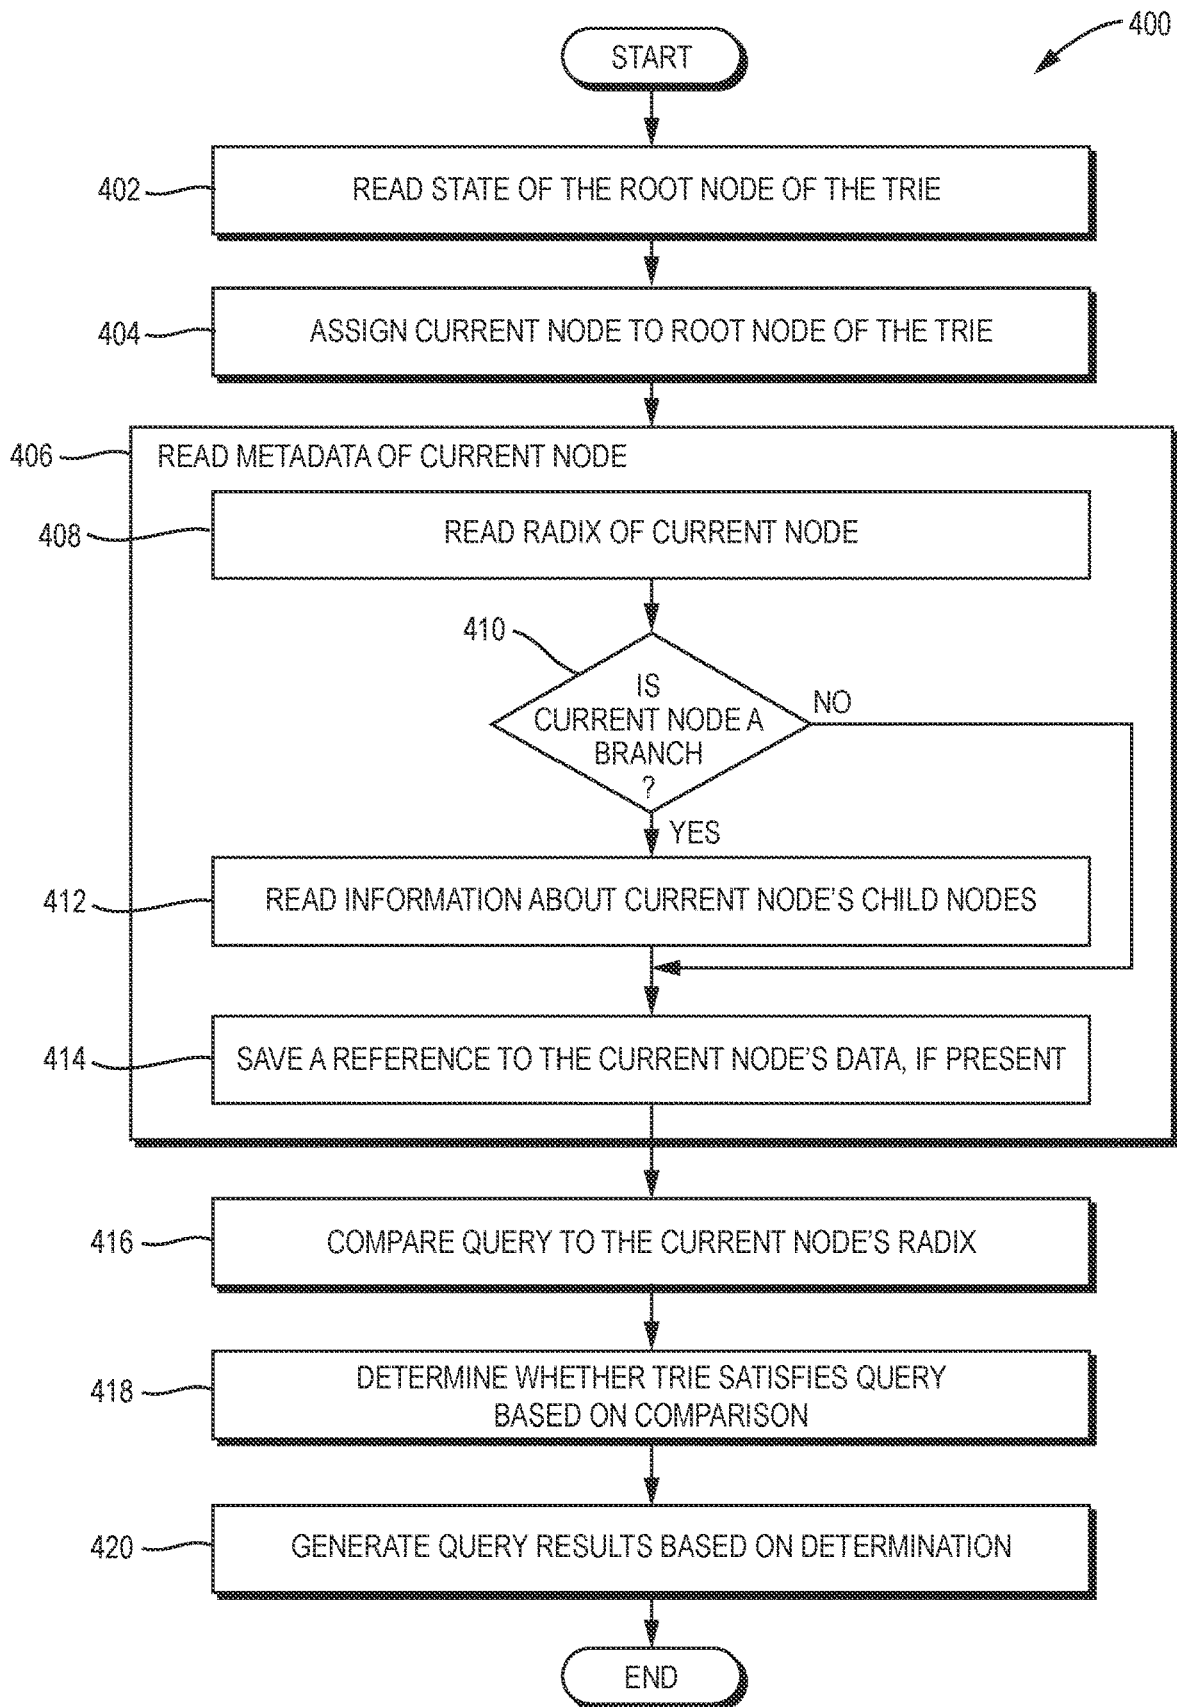 400
START
402
READ STATE OF THE ROOT NODE OF THE TRIE
404
ASSIGN CURRENT NODE TO ROOT NODE OF THE TRIE
406
READ METADATA OF CURRENT NODE
408
READ RADIX OF CURRENT NODE
410
IS
CURRENT NODE A
BRANCH
?
NO
YES
412
READ INFORMATION ABOUT CURRENT NODE'S CHILD NODES
414
SAVE A REFERENCE TO THE CURRENT NODE'S DATA, IF PRESENT
416
COMPARE QUERY TO THE CURRENT NODE'S RADIX
418
DETERMINE WHETHER TRIE SATISFIES QUERY
BASED ON COMPARISON
420
GENERATE QUERY RESULTS BASED ON DETERMINATION
END